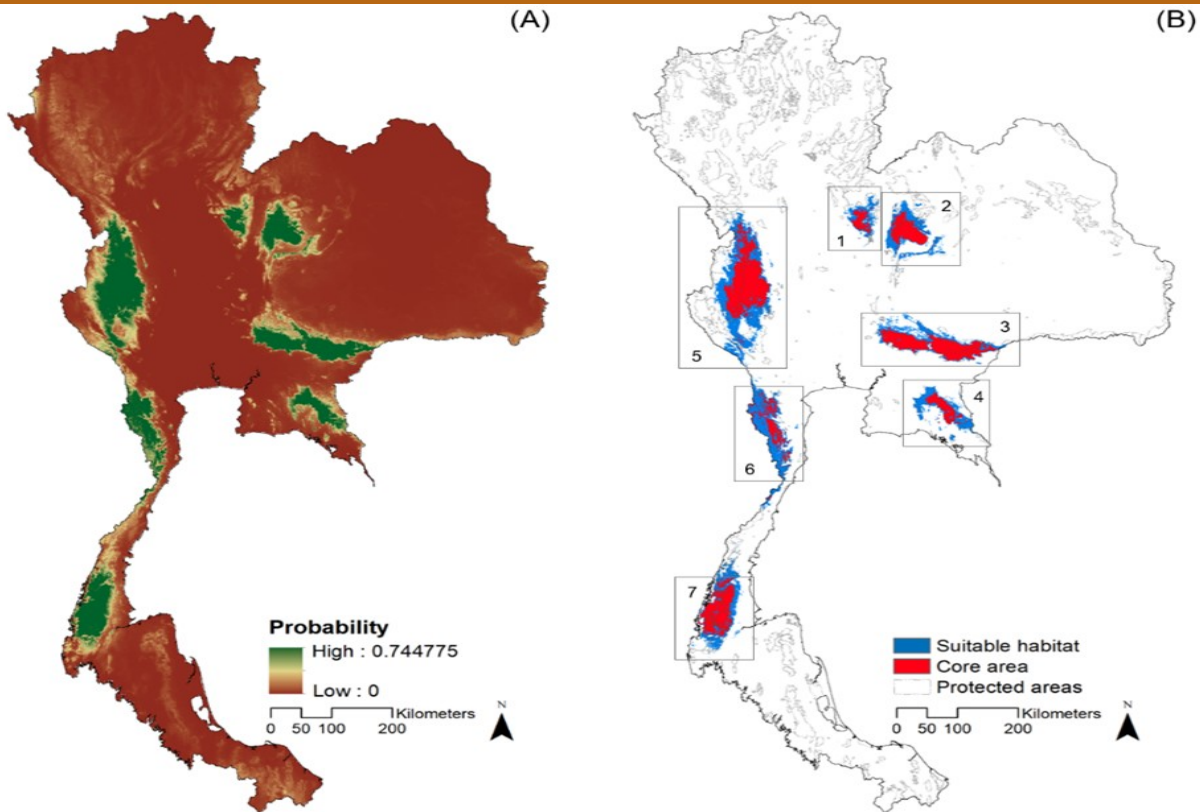 (A)
Probability
High : 0.744775
Low : 0
Kilometers
0 50 100 200
N
(B)
1
2
3
4
5
6
7
Suitable habitat
Core area
Protected areas
Kilometers
0 50 100 200
N